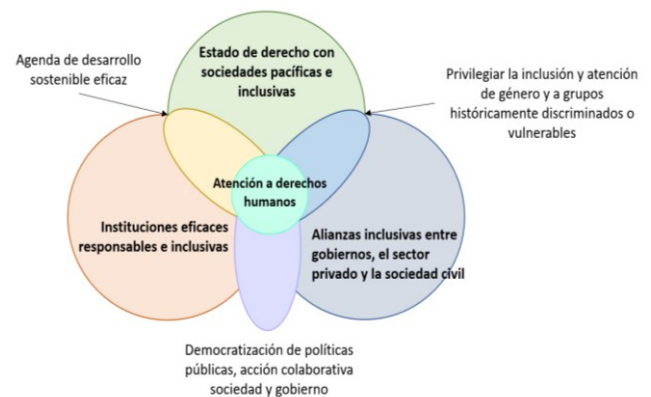 Estado de derecho con
sociedades pacíficas e
inclusivas
Agenda de desarrollo
sostenible eficaz
Privilegiar la inclusión y atención
de género y a grupos
históricamente discriminados o
vulnerables
Atención a derechos
humanos
Instituciones eficaces
responsables e inclusivas
Alianzas inclusivas entre
gobiernos, el sector
privado y la sociedad civil
Democratización de políticas
públicas, acción colaborativa
sociedad y gobierno